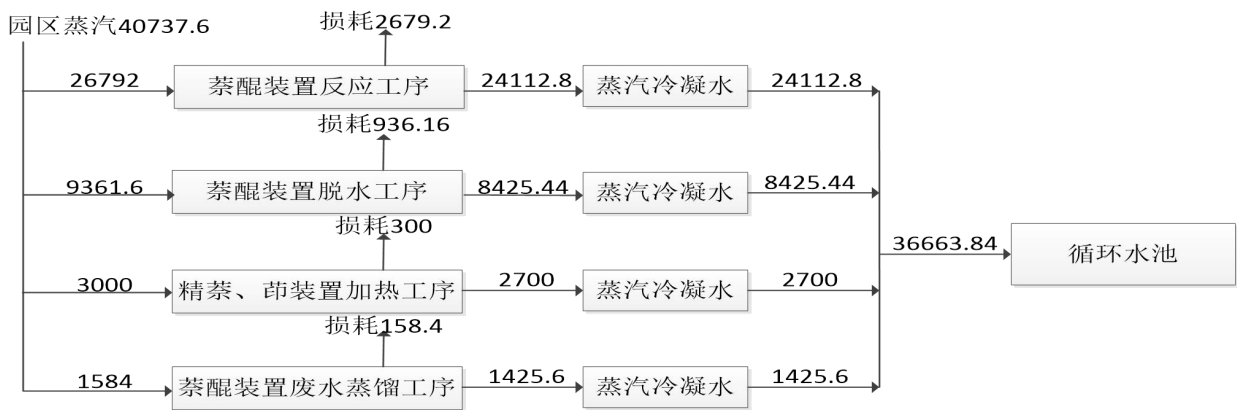 园区蒸汽40737.6
损耗2679.2
26792
萘醌装置反应工序
24112.8
蒸汽冷凝水
24112.8
损耗936.16
9361.6
萘醌装置脱水工序
8425.44
蒸汽冷凝水
8425.44
损耗300
36663.84
循环水池
3000
精萘、茚装置加热工序
2700
蒸汽冷凝水
2700
损耗158.4
1584
萘醌装置废水蒸馏工序
1425.6
蒸汽冷凝水
1425.6